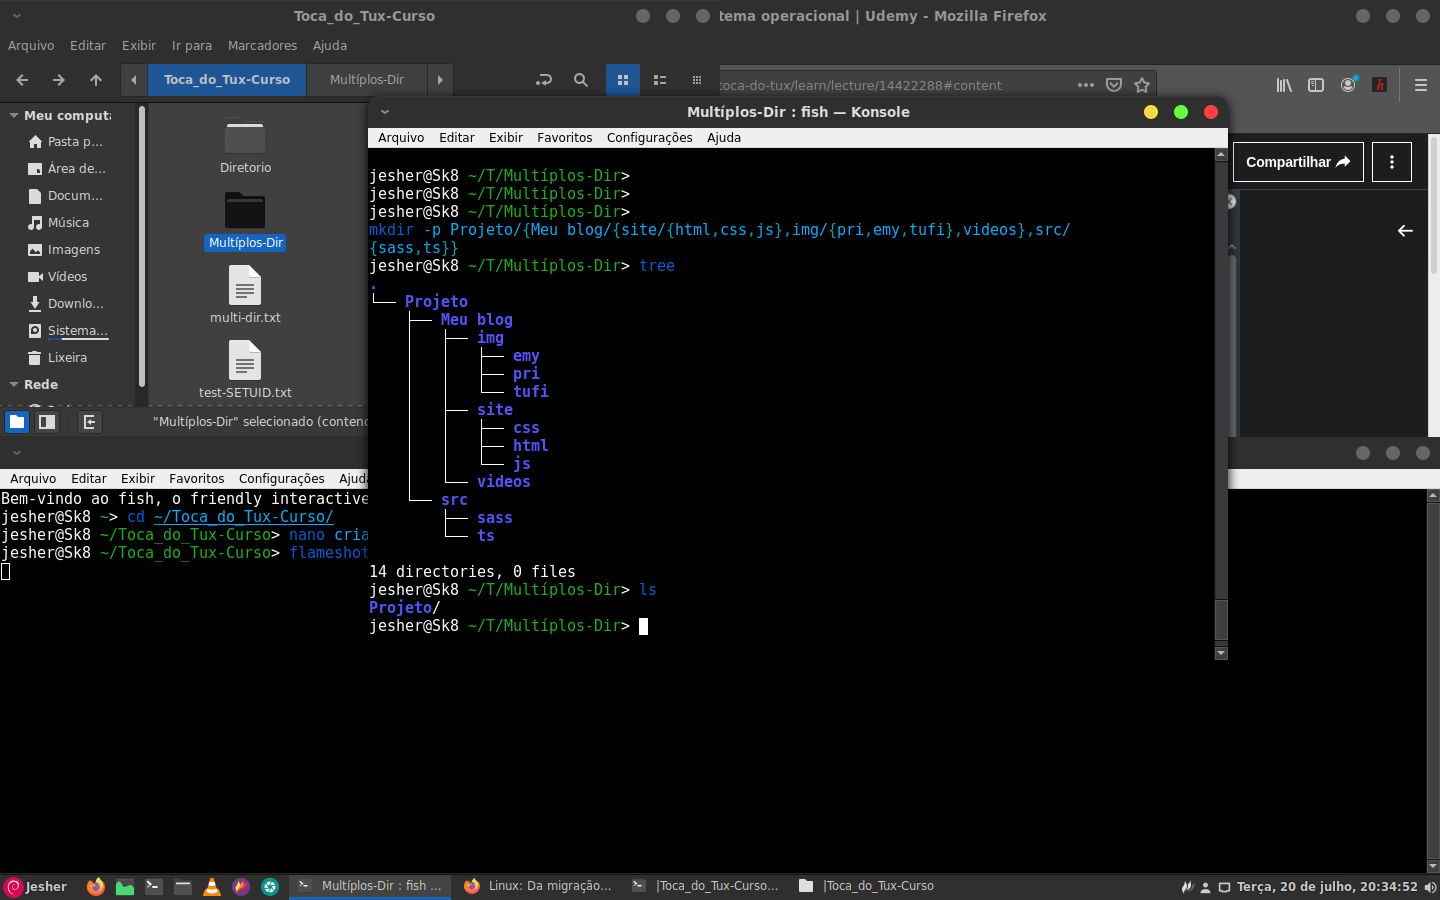 Toca_do_Tux-Curso
Arquivo Editar Exibir Ir para Marcadores Ajuda
Toca_do_Tux-Curso Multíplos-Dir
Meu computa
Pasta p...
Área de...
Docum...
Música
Imagens
Vídeos
Downlo...
Sistema...
Lixeira
Rede
Diretorio
Multíplos-Dir
multi-dir.txt
test-SETUID.txt
"Multíplos-Dir" selecionado (conten
tema operacional | Udemy - Mozilla Firefox
toca-do-tux/learn/lecture/14422288#content
Compartilhar
Multíplos-Dir : fish — Konsole
Arquivo Editar Exibir Favoritos Configurações Ajuda
jesher@Sk8 ~/T/Multíplos-Dir>
jesher@Sk8 ~/T/Multíplos-Dir>
jesher@Sk8 ~/T/Multíplos-Dir>
mkdir -p Projeto/{Meu blog/{site/{html,css,js},img/{pri,emy,tufi},videos},src/
{sass,ts}}
jesher@Sk8 ~/T/Multíplos-Dir> tree
.
└── Projeto
    ├── Meu blog
    │   ├── img
    │   │   ├── emy
    │   │   ├── pri
    │   │   └── tufi
    │   ├── site
    │   │   ├── css
    │   │   ├── html
    │   │   └── js
    │   └── videos
    └── src
        ├── sass
        └── ts
14 directories, 0 files
jesher@Sk8 ~/T/Multíplos-Dir> ls
Projeto/
jesher@Sk8 ~/T/Multíplos-Dir>
Arquivo Editar Exibir Favoritos Configurações Ajud
Bem-vindo ao fish, o friendly interactive
jesher@Sk8 ~> cd ~/Toca_do_Tux-Curso/
jesher@Sk8 ~/Toca_do_Tux-Curso> nano cria
jesher@Sk8 ~/Toca_do_Tux-Curso> flameshot
Jesher
Multíplos-Dir : fish ...
Linux: Da migração...
|Toca_do_Tux-Curso...
|Toca_do_Tux-Curso
Terça, 20 de julho, 20:34:52